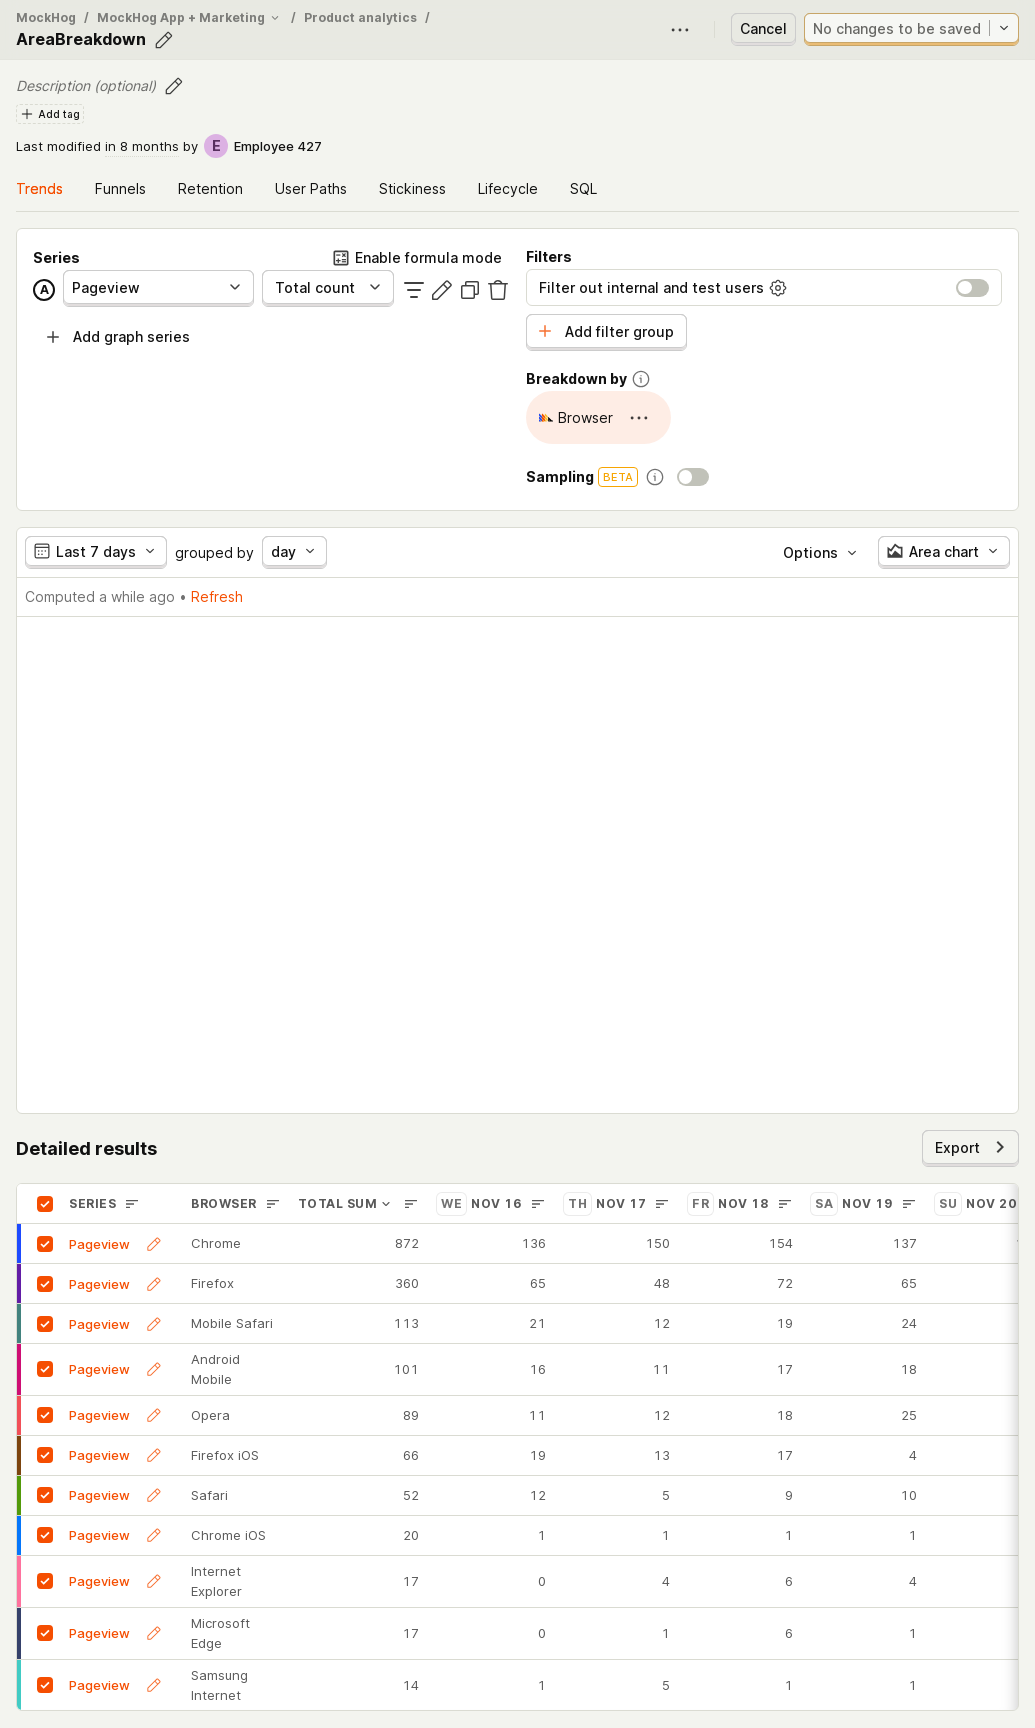 MockHog / MockHog App + Marketing / Product analytics /
AreaBreakdown
Cancel
No changes to be saved
Description (optional)
Add tag
Last modified in 8 months by E Employee 427
Trends Funnels Retention User Paths Stickiness Lifecycle SQL
Series
Enable formula mode
A Pageview Total count
Add graph series
Filters
Filter out internal and test users
Add filter group
Breakdown by
Browser
Sampling BETA
Last 7 days grouped by day
Options Area chart
Computed a while ago • Refresh
Detailed results
Export
SERIES BROWSER TOTAL SUM WE NOV 16 TH NOV 17 FR NOV 18 SA NOV 19 SU NOV 20
Pageview Chrome 872 136 150 154 137
Pageview Firefox 360 65 48 72 65
Pageview Mobile Safari 113 21 12 19 24
Pageview Android Mobile 101 16 11 17 18
Pageview Opera 89 11 12 18 25
Pageview Firefox iOS 66 19 13 17 4
Pageview Safari 52 12 5 9 10
Pageview Chrome iOS 20 1 1 1 1
Pageview Internet Explorer 17 0 4 6 4
Pageview Microsoft Edge 17 0 1 6 1
Pageview Samsung Internet 14 1 5 1 1